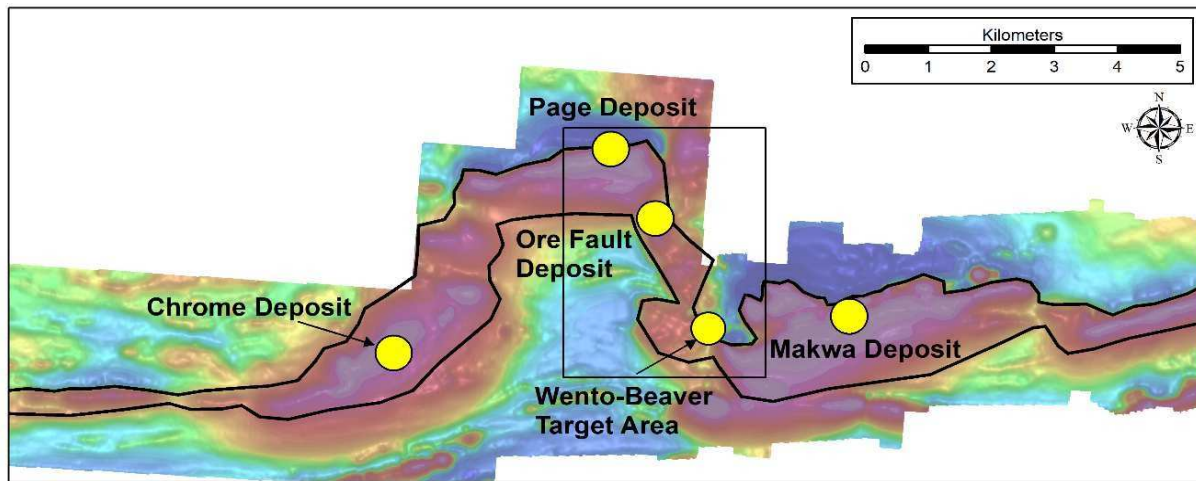 Kilometers
0 1 2 3 4 5
N
W E
S
Page Deposit
Ore Fault
Deposit
Chrome Deposit
Makwa Deposit
Wento-Beaver
Target Area